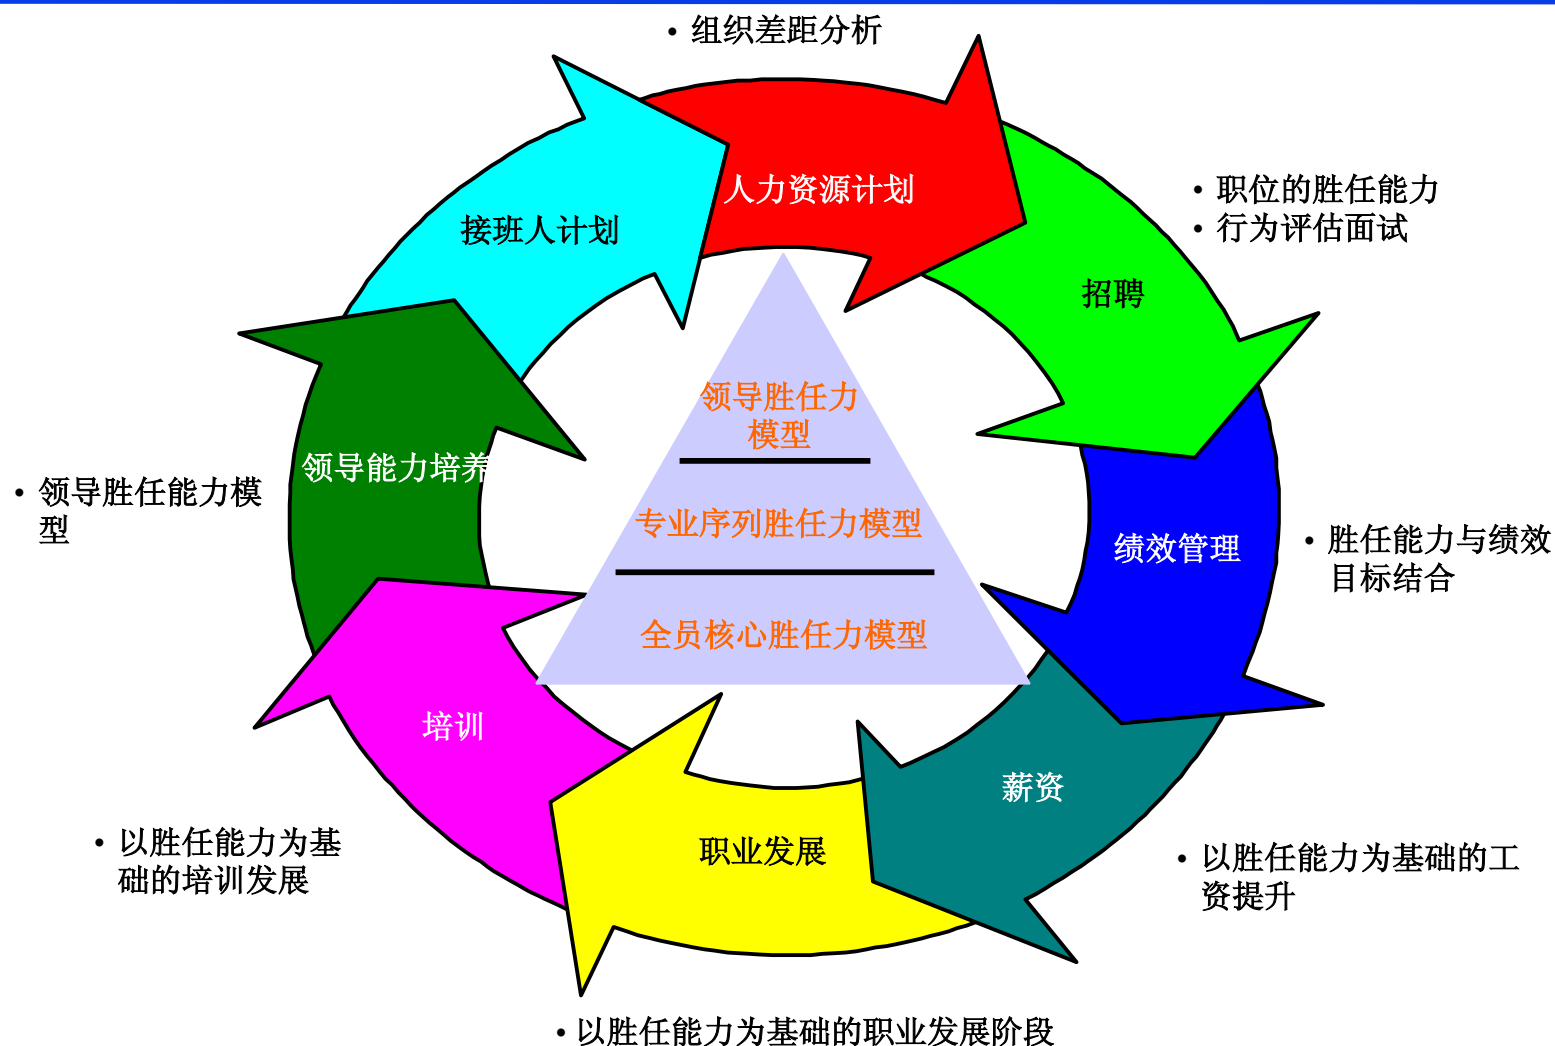 • 组织差距分析
人力资源计划
• 职位的胜任能力
• 行为评估面试
接班人计划
招聘
领导胜任力
模型
领导能力培养
• 领导胜任能力模
型
专业序列胜任力模型
绩效管理
• 胜任能力与绩效
目标结合
全员核心胜任力模型
培训
薪资
职业发展
• 以胜任能力为基
础的培训发展
• 以胜任能力为基础的工
资提升
• 以胜任能力为基础的职业发展阶段